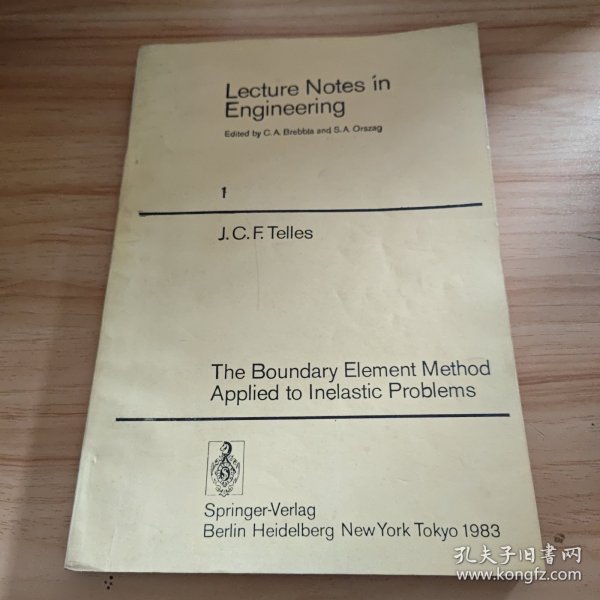 Lecture Notes in
Engineering
Edited by C.A. Brebbia and S.A. Orszag
1
J.C.F. Telles
The Boundary Element Method
Applied to Inelastic Problems
Springer-Verlag
Berlin Heidelberg New York Tokyo 1983
孔夫子旧书网
www.kongfz.com